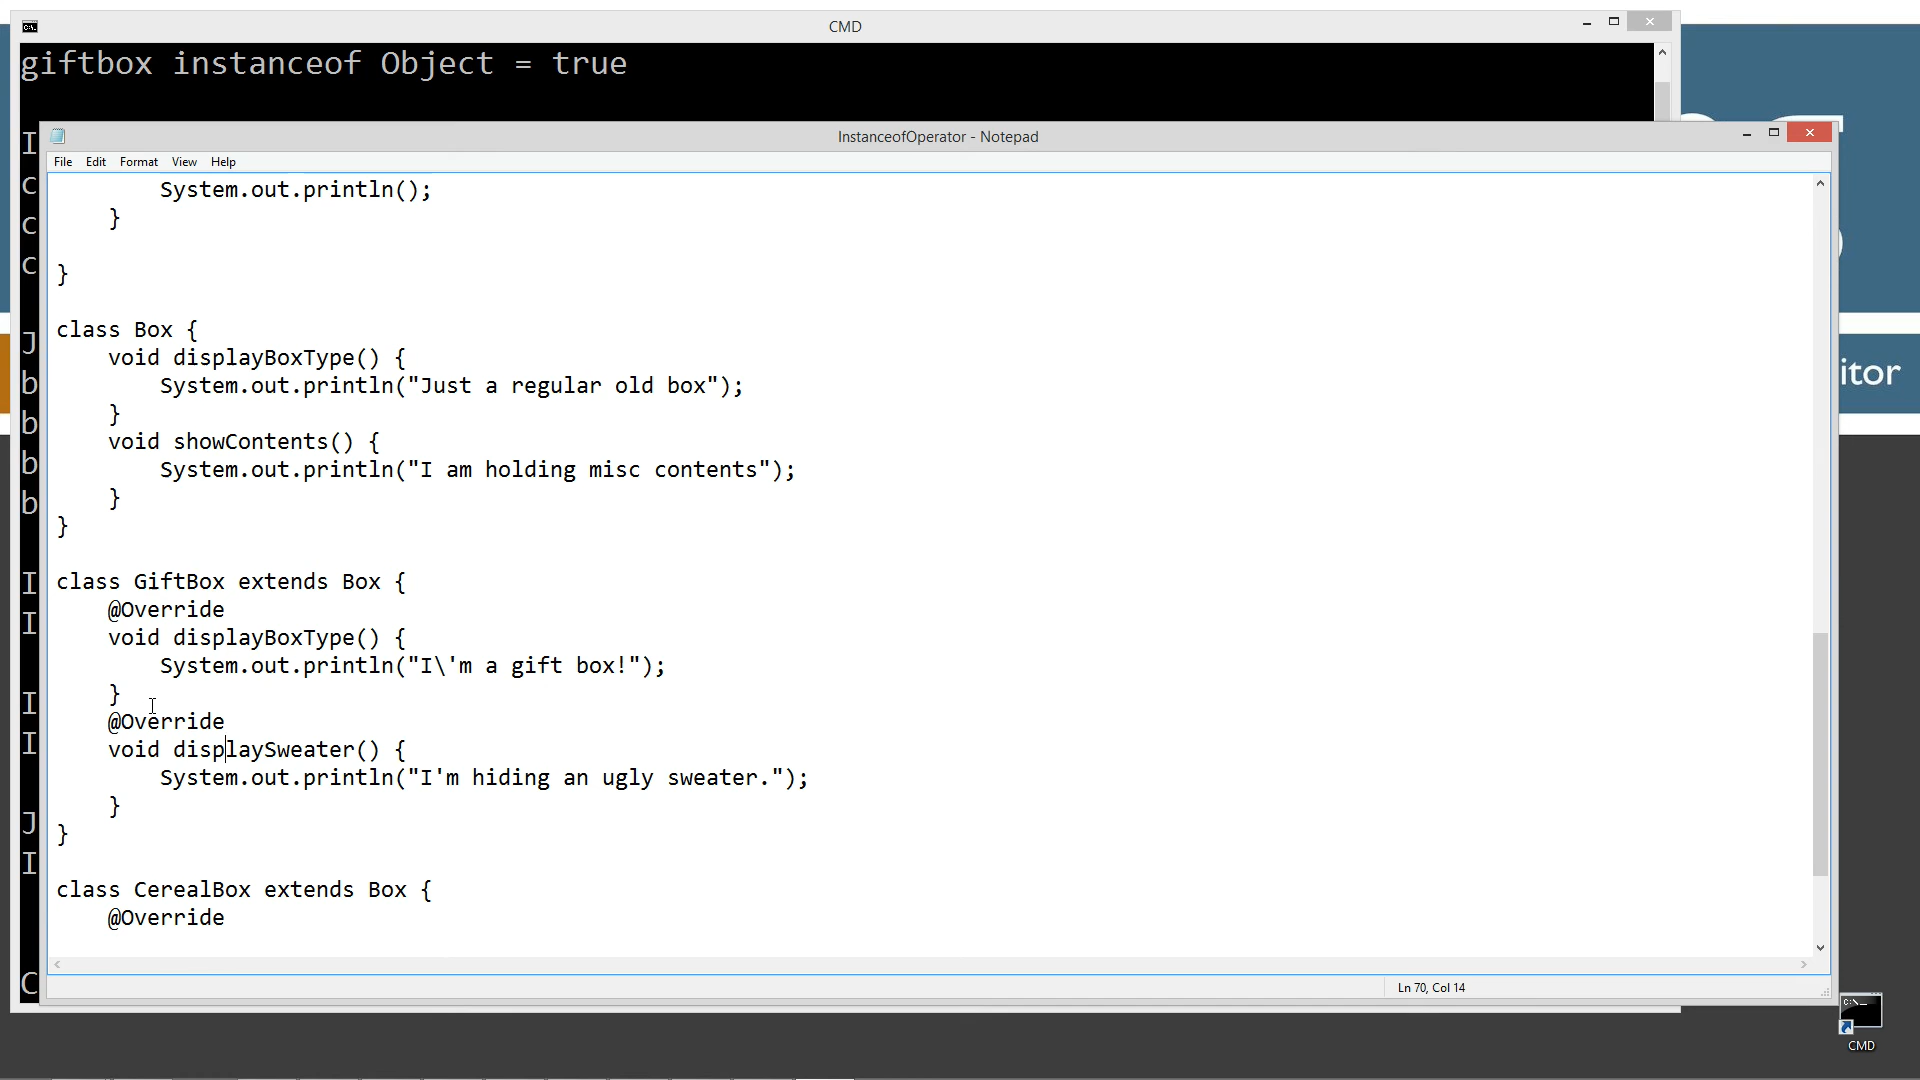 CMD
giftbox instanceof Object = true
InstanceofOperator - Notepad
File Edit Format View Help
System.out.println();
}
}
class Box {
void displayBoxType() {
System.out.println("Just a regular old box");
}
void showContents() {
System.out.println("I am holding misc contents");
}
}
class GiftBox extends Box {
@Override
void displayBoxType() {
System.out.println("I\'m a gift box!");
}
@Override
void displaySweater() {
System.out.println("I'm hiding an ugly sweater.");
}
}
class CerealBox extends Box {
@Override
Ln 70, Col 14
I
c
c
c
J
b
b
b
b
I
I
I
I
J
I
C
itor
CMD